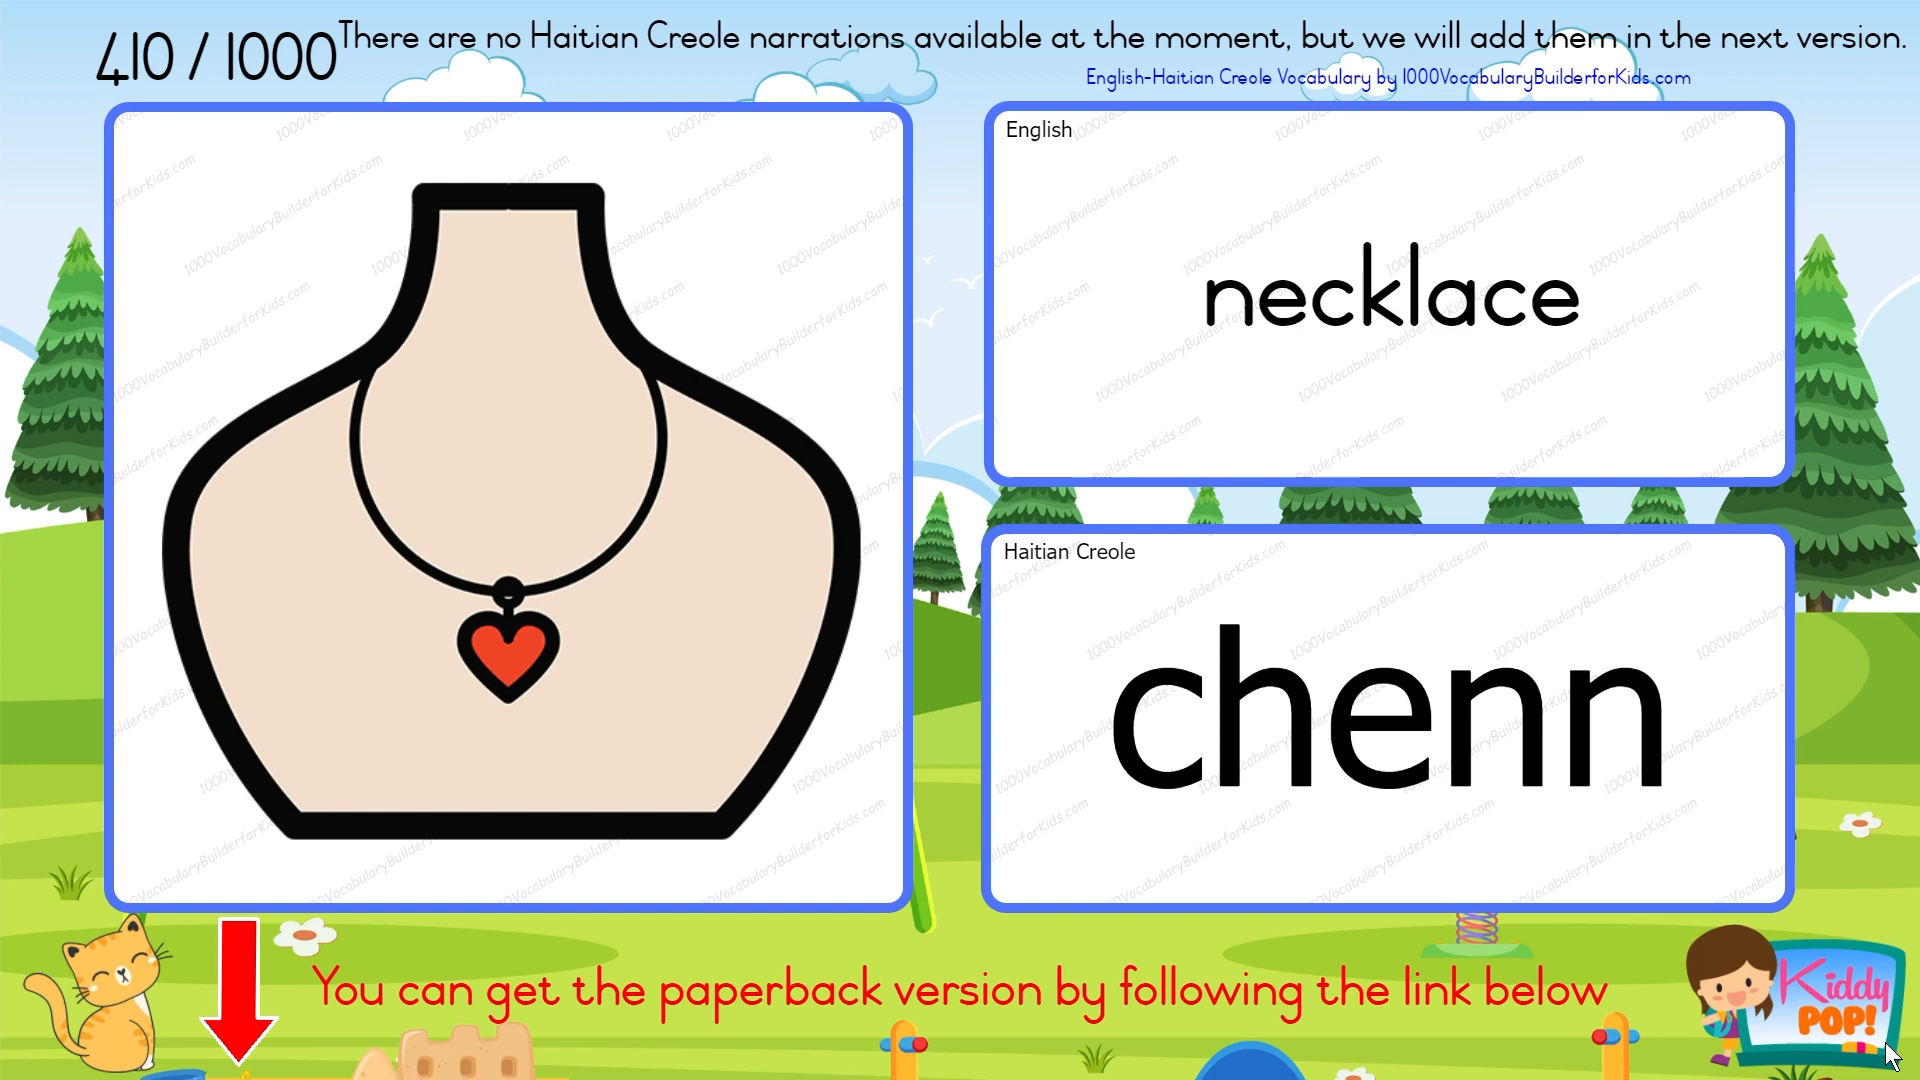 410 / 1000
There are no Haitian Creole narrations available at the moment, but we will add them in the next version.
English-Haitian Creole Vocabulary by 1000VocabularyBuilderforKids.com
English
necklace
Haitian Creole
chenn
You can get the paperback version by following the link below
Kiddy
POP!